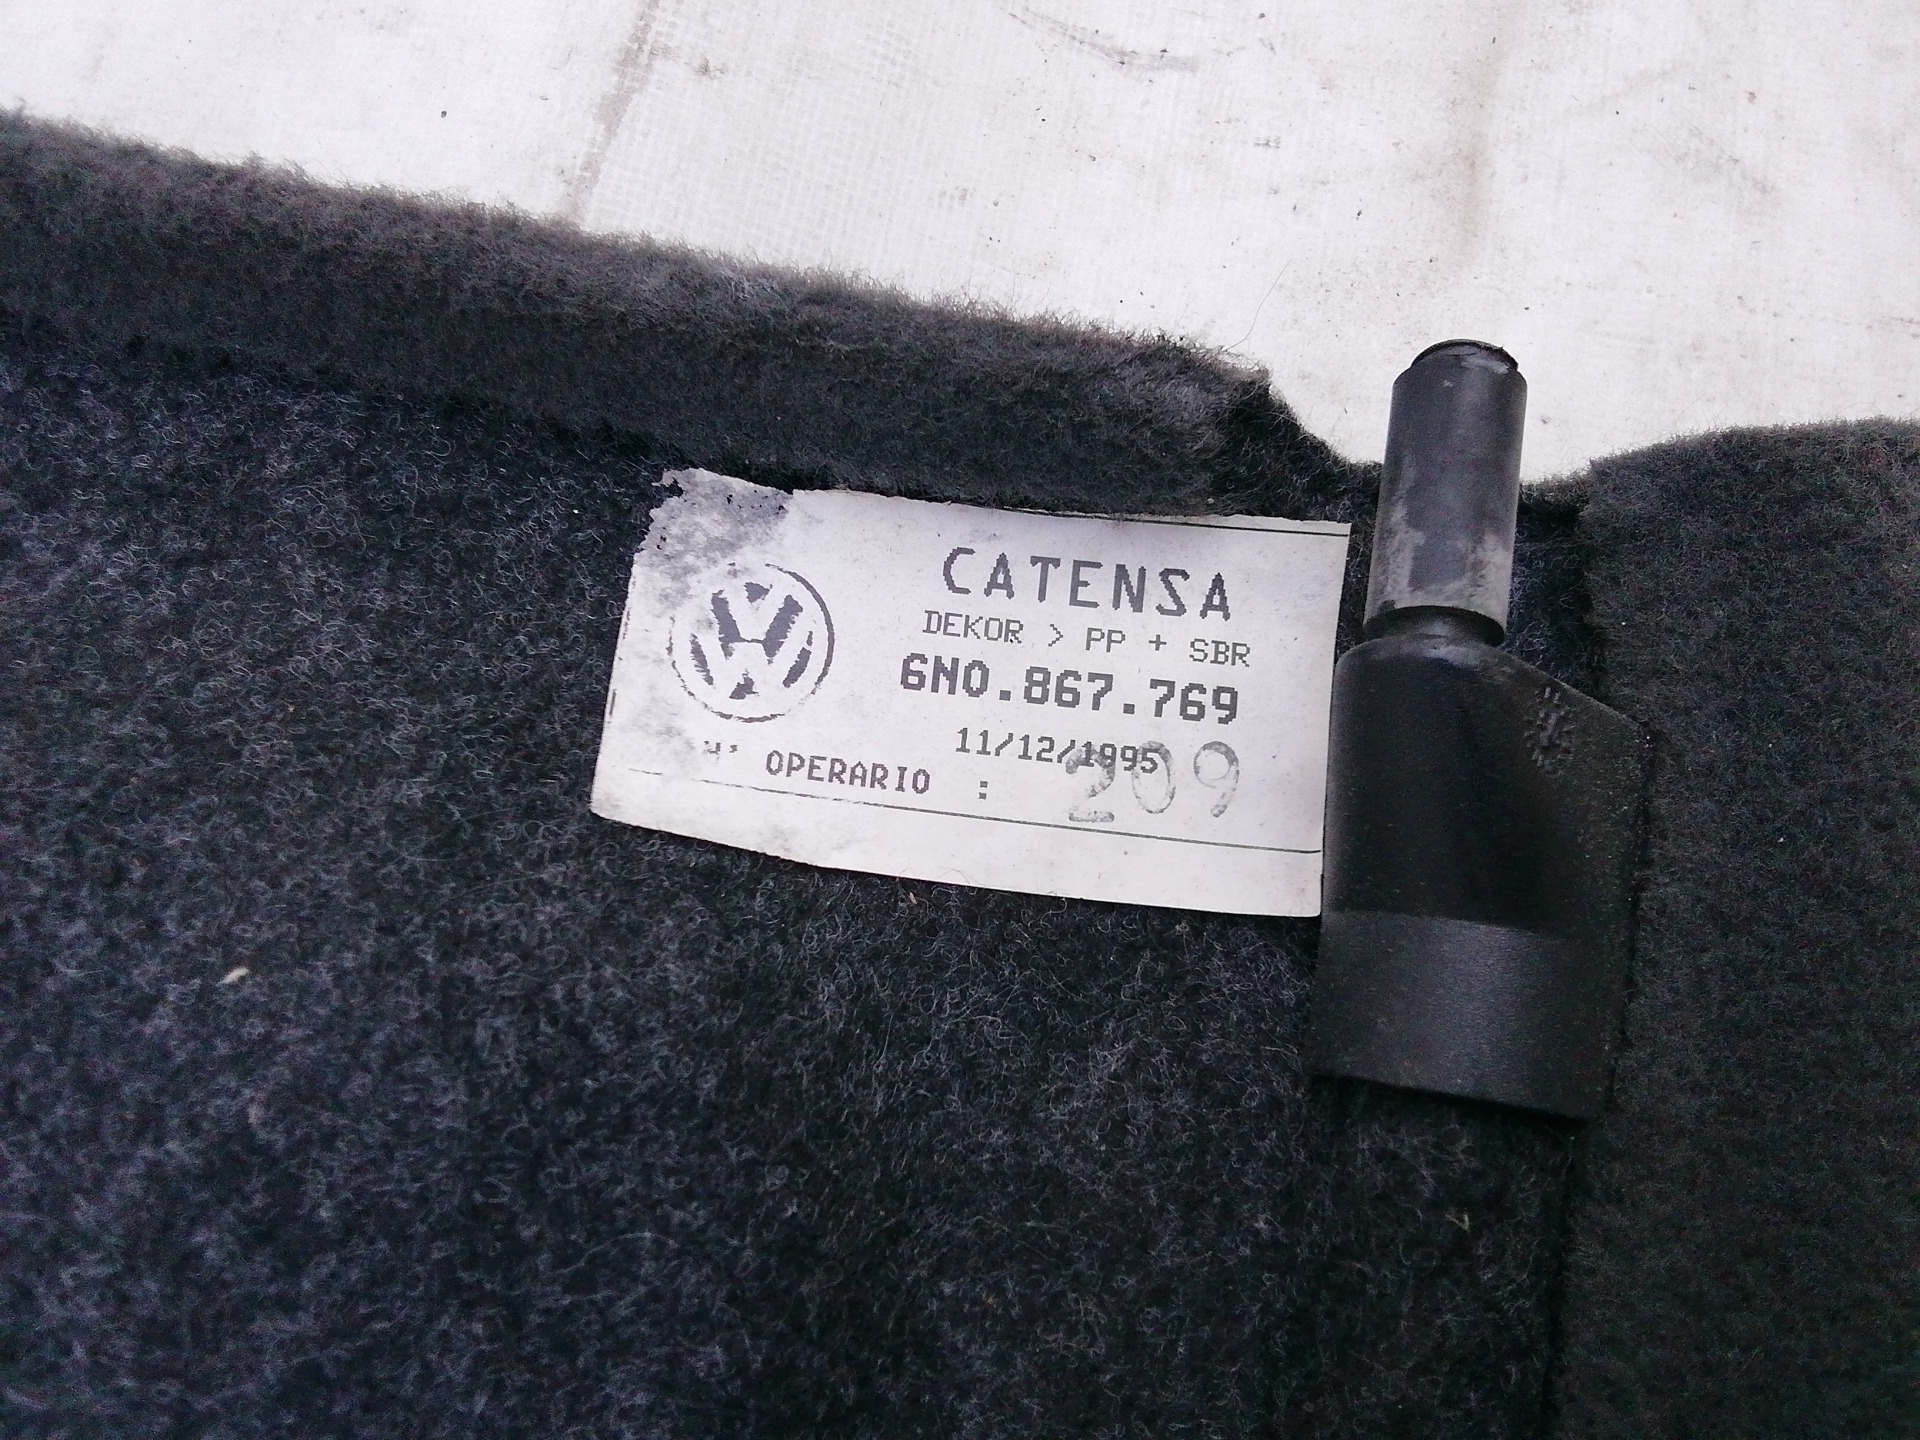 CATENSA
DEKOR > PP + SBR
6N0.867.769
11/12/1995
OPERARIO : 209